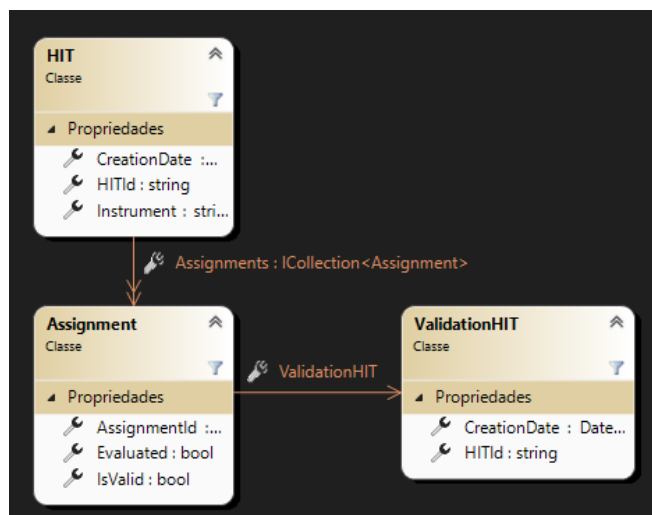 HIT
Classe
Propriedades
CreationDate :...
HITId : string
Instrument : stri...
Assignments : ICollection<Assignment>
Assignment
Classe
Propriedades
AssignmentId :...
Evaluated : bool
IsValid : bool
ValidationHIT
ValidationHIT
Classe
Propriedades
CreationDate : Date...
HITId : string